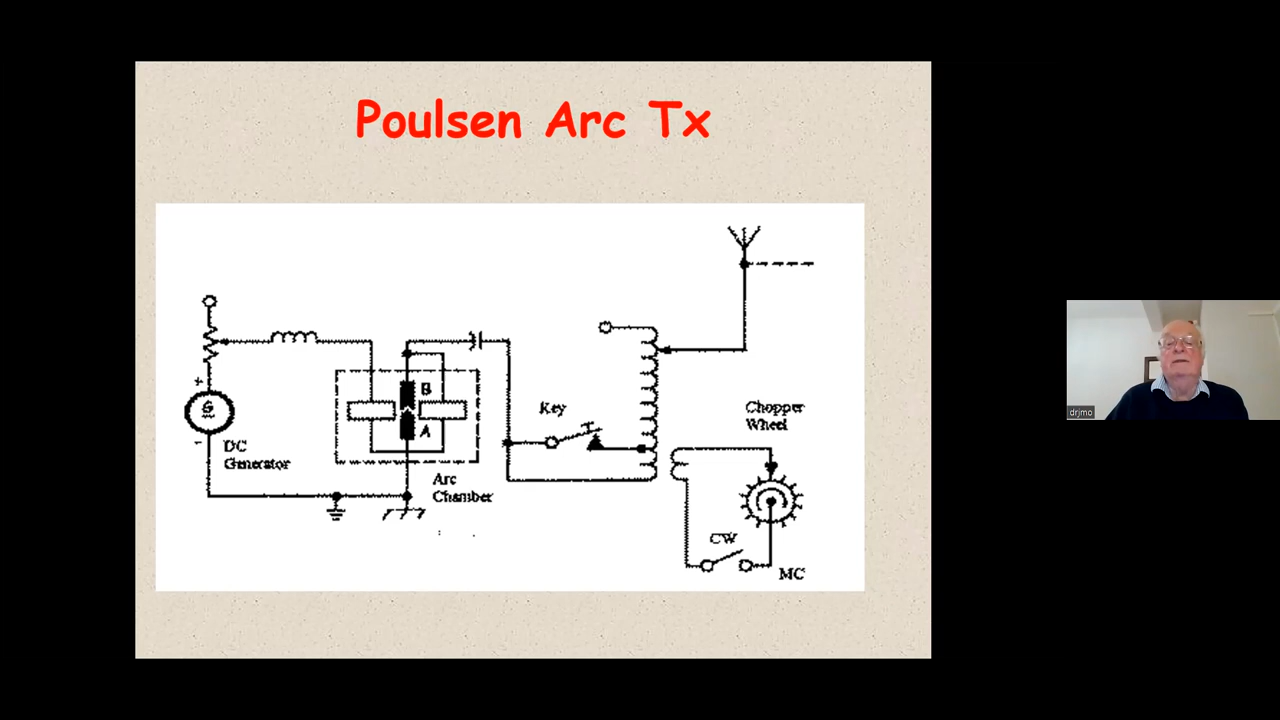 Poulsen Arc Tx
+
G
-
DC
Generator
B
A
Arc
Chamber
Key
Chopper
Wheel
CW
MC
drjmo